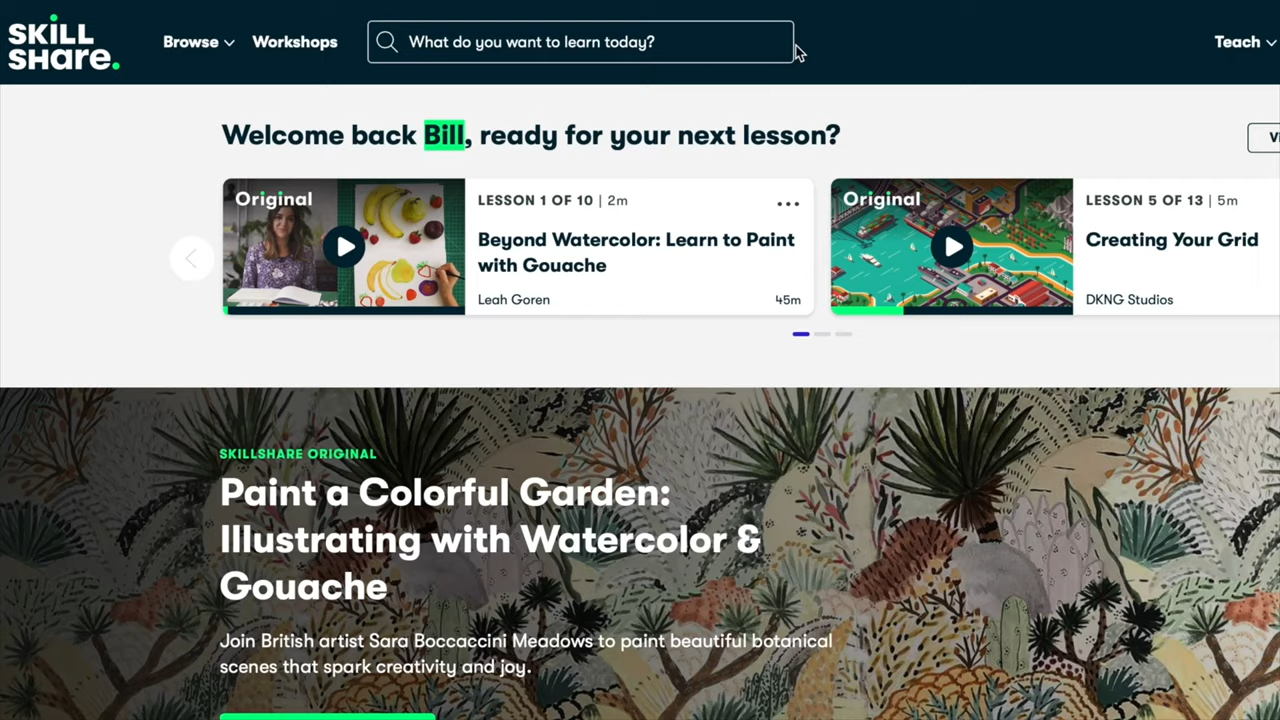 SKILL
SHARE.
Browse
Workshops
What do you want to learn today?
Teach
Welcome back Bill, ready for your next lesson?
Original
LESSON 1 OF 10 | 2m
Beyond Watercolor: Learn to Paint
with Gouache
Leah Goren
45m
Original
LESSON 5 OF 13 | 5m
Creating Your Grid
DKNG Studios
SKILLSHARE ORIGINAL
Paint a Colorful Garden:
Illustrating with Watercolor &
Gouache
Join British artist Sara Boccaccini Meadows to paint beautiful botanical
scenes that spark creativity and joy.